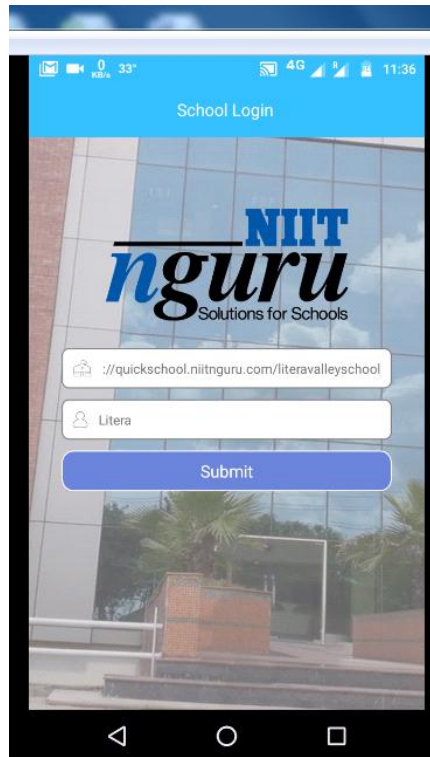 0 KB/s 33° 4G R 11:36
School Login
NIIT
nguru
Solutions for Schools
://quickschool.niitnguru.com/literavalleyschool
Litera
Submit